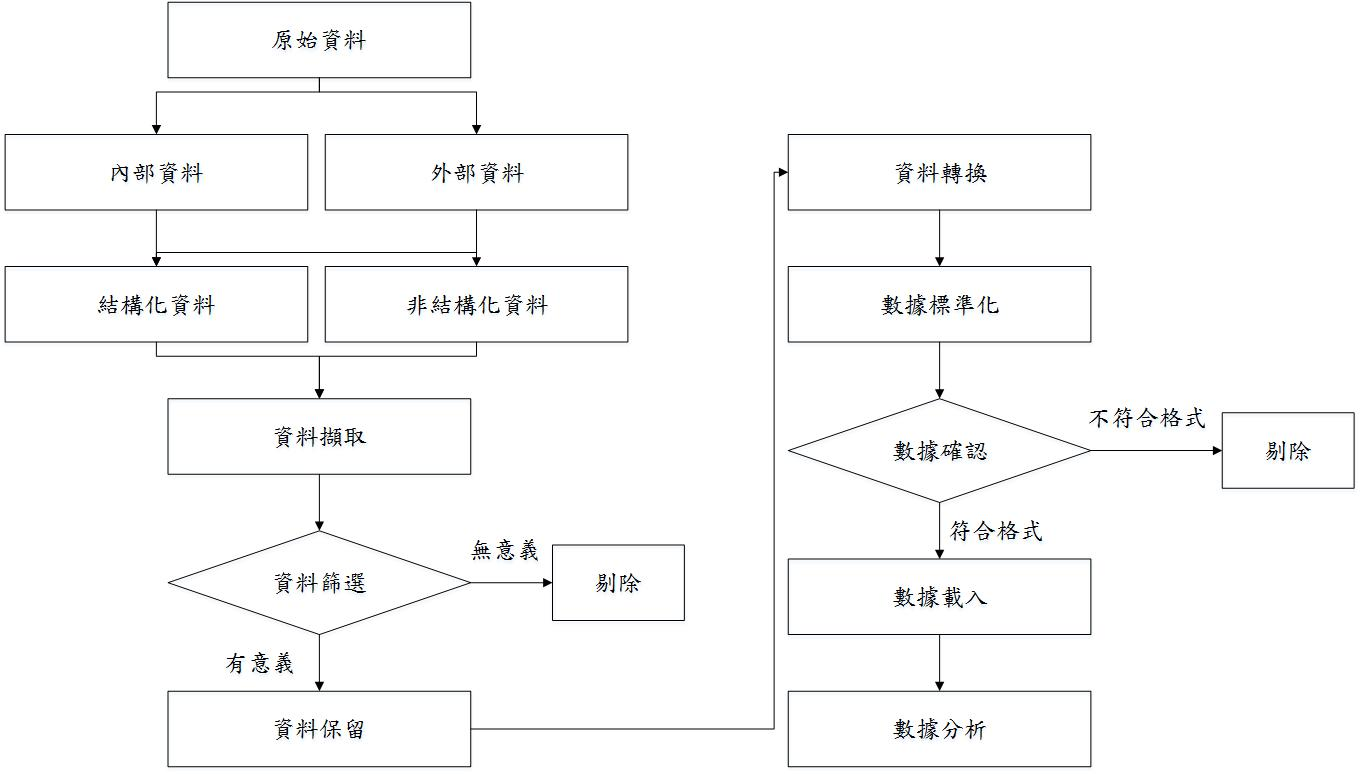 原始資料
內部資料
外部資料
結構化資料
非結構化資料
資料擷取
資料篩選
無意義
剔除
有意義
資料保留
資料轉換
數據標準化
數據確認
不符合格式
剔除
符合格式
數據載入
數據分析